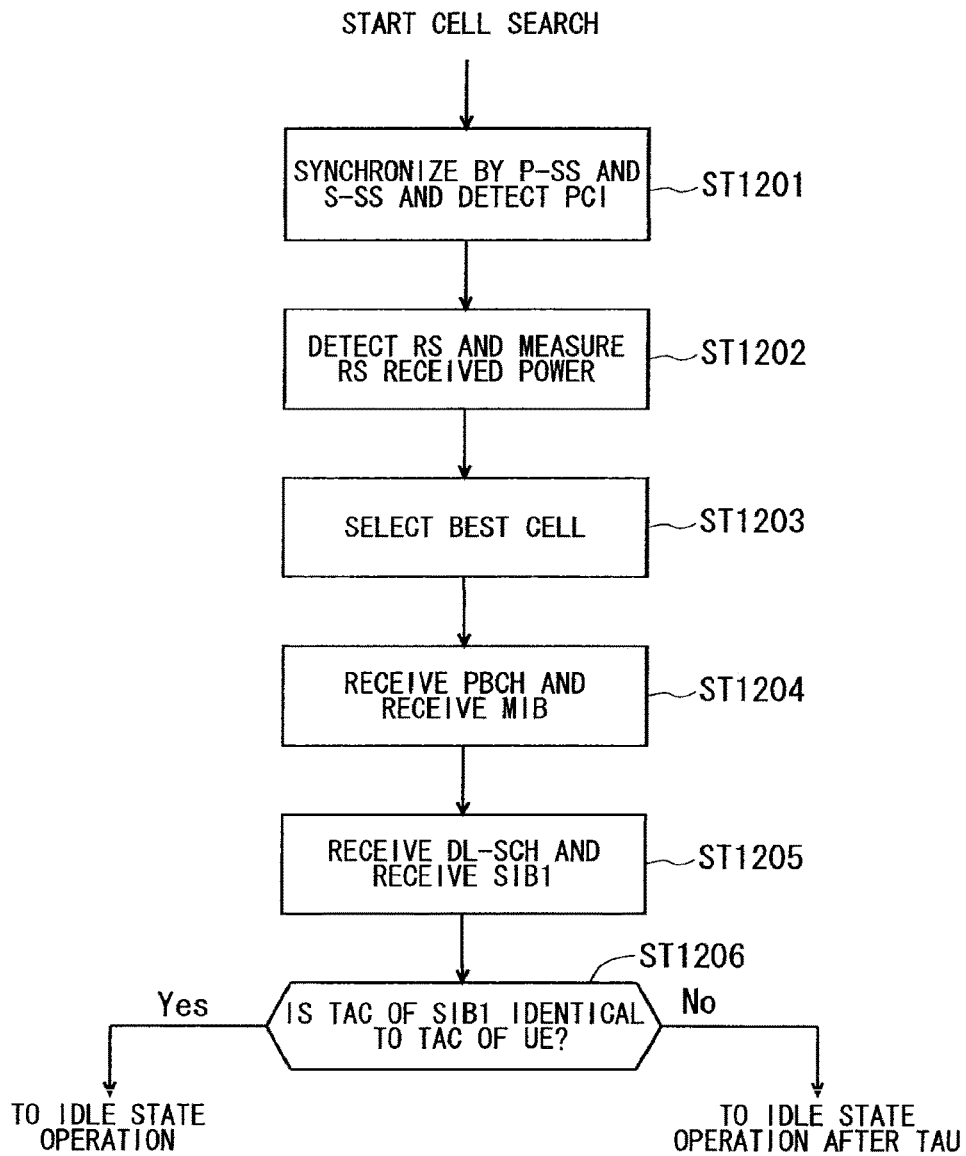 START CELL SEARCH
SYNCHRONIZE BY P-SS AND
S-SS AND DETECT PCI
ST1201
DETECT RS AND MEASURE
RS RECEIVED POWER
ST1202
SELECT BEST CELL
ST1203
RECEIVE PBCH AND
RECEIVE MIB
ST1204
RECEIVE DL-SCH AND
RECEIVE SIB1
ST1205
ST1206
Yes
IS TAC OF SIB1 IDENTICAL
TO TAC OF UE?
No
TO IDLE STATE
OPERATION
TO IDLE STATE
OPERATION AFTER TAU